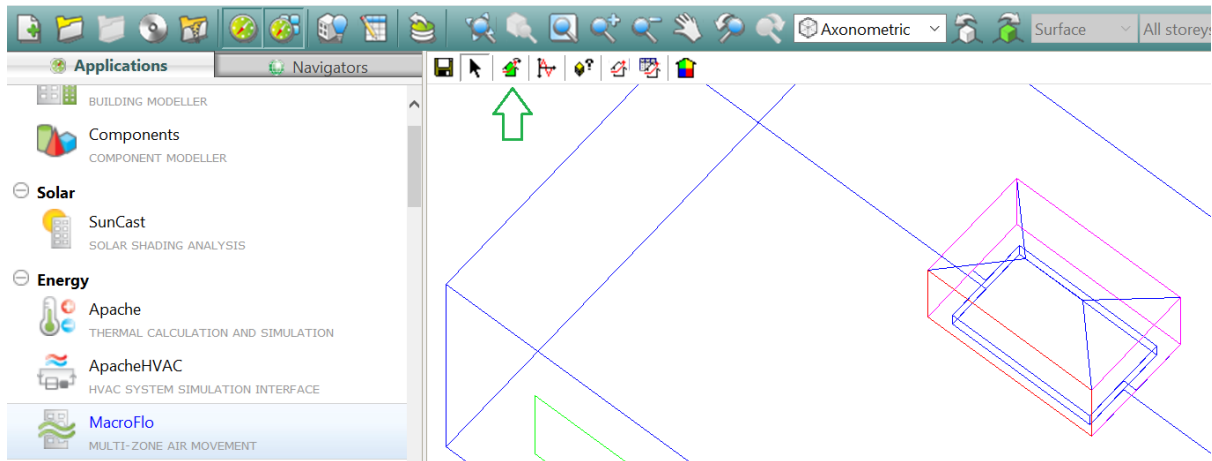 Axonometric
Surface
All storeys
Applications
Navigators
BUILDING MODELLER
Components
COMPONENT MODELLER
Solar
SunCast
SOLAR SHADING ANALYSIS
Energy
Apache
THERMAL CALCULATION AND SIMULATION
ApacheHVAC
HVAC SYSTEM SIMULATION INTERFACE
MacroFlo
MULTI-ZONE AIR MOVEMENT